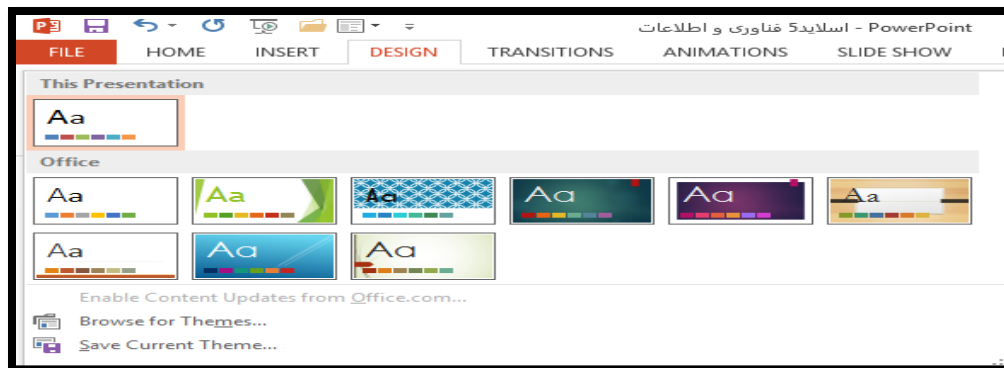 اسلاید5 فناوری و اطلاعات - PowerPoint
FILE HOME INSERT DESIGN TRANSITIONS ANIMATIONS SLIDE SHOW
This Presentation
Aa
Office
Aa Aa Aa Aa Aa Aa
Aa Aa Aa
Enable Content Updates from Office.com...
Browse for Themes...
Save Current Theme...